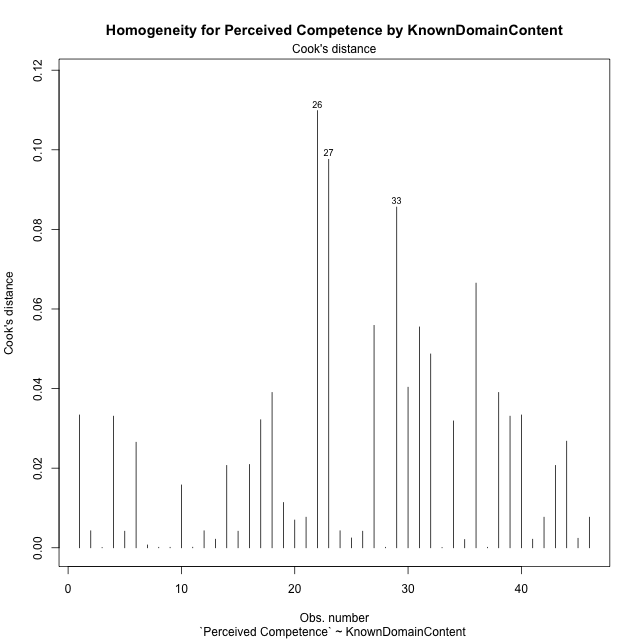 Homogeneity for Perceived Competence by KnownDomainContent
Cook's distance
0.12
0.10
0.08
0.06
0.04
0.02
0.00
Cook's distance
26
27
33
0 10 20 30 40
Obs. number
`Perceived Competence` ~ KnownDomainContent